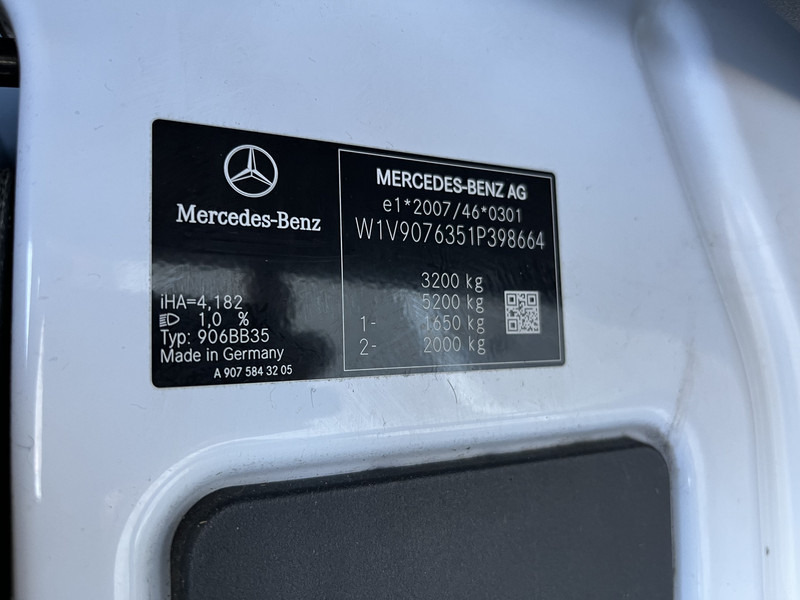 Mercedes-Benz
iHA=4,182
1,0 %
Typ: 906BB35
Made in Germany
A 907 584 32 05
MERCEDES-BENZ AG
e1*2007/46*0301
W1V9076351P398664
3200 kg
5200 kg
1- 1650 kg
2- 2000 kg